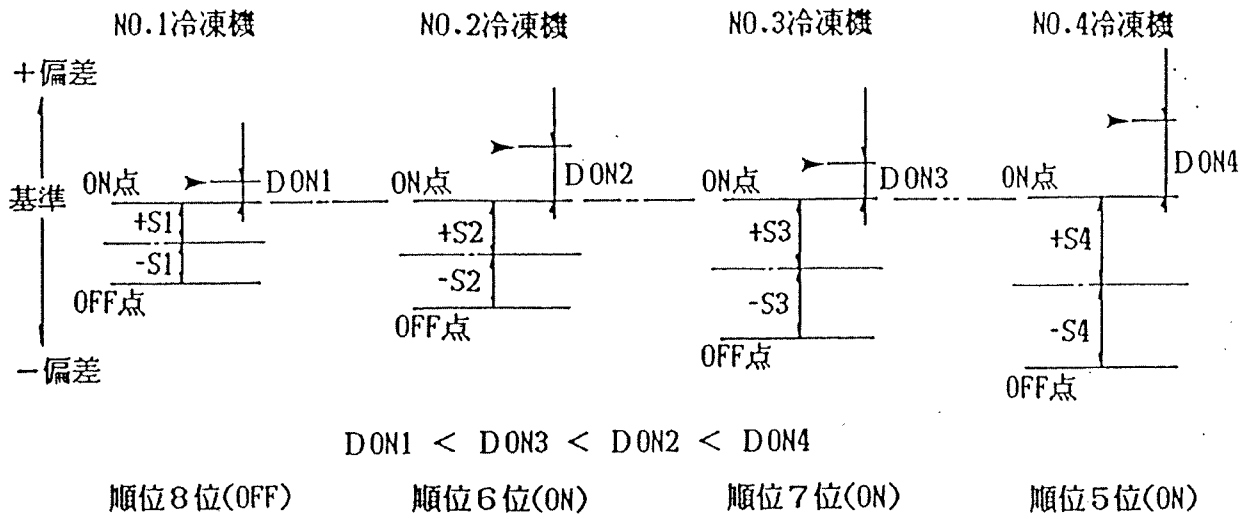 NO.1冷凍機 NO.2冷凍機 NO.3冷凍機 NO.4冷凍機
+偏差
基準
-偏差
ON点 DON1
+S1
-S1
OFF点
ON点 DON2
+S2
-S2
OFF点
ON点 DON3
+S3
-S3
OFF点
ON点 DON4
+S4
-S4
OFF点
DON1 < DON3 < DON2 < DON4
順位8位(OFF) 順位6位(ON) 順位7位(ON) 順位5位(ON)